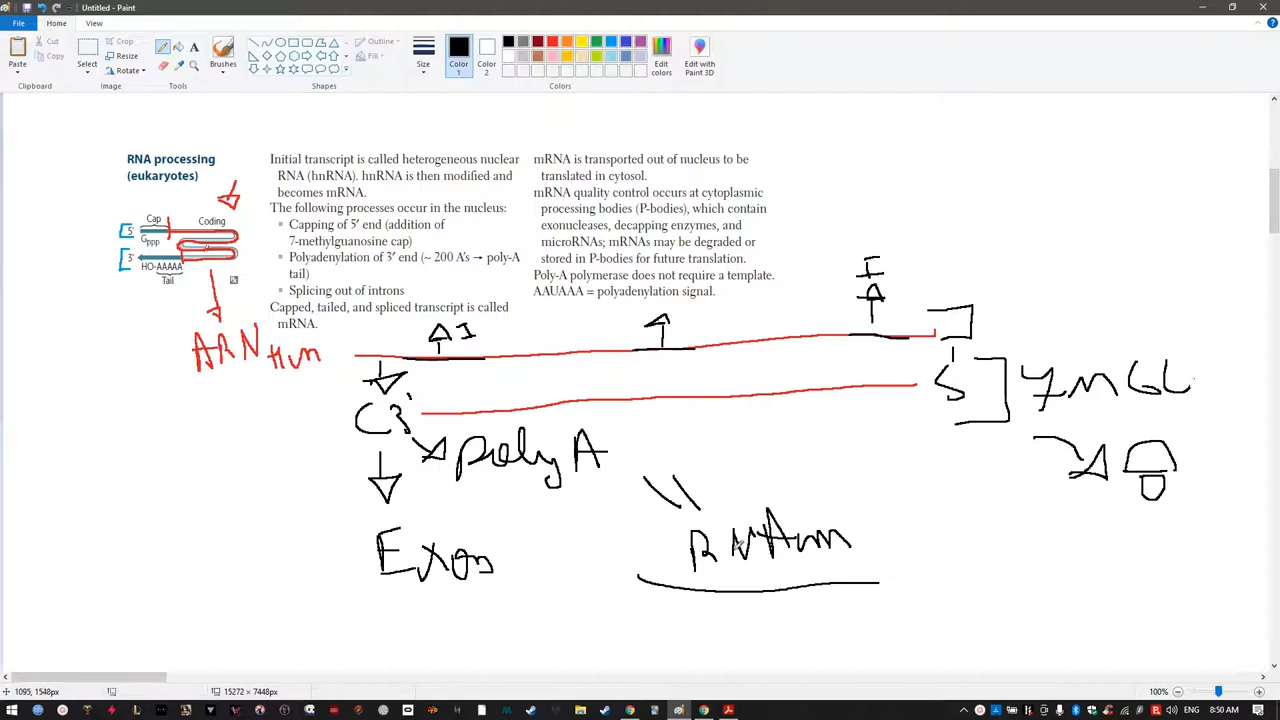 Untitled - Paint
File Home View
Paste
Cut
Copy
Clipboard
Select
Crop
Resize
Rotate
Image
Tools
Brushes
Shapes
Outline
Fill
Size
Color 1
Color 2
Edit colors
Edit with Paint 3D
Colors
RNA processing
(eukaryotes)
Cap
Coding
5′
Gppp
3′
HO-AAAAA
Tail
Initial transcript is called heterogeneous nuclear
RNA (hnRNA). hnRNA is then modified and
becomes mRNA.
The following processes occur in the nucleus:
▪ Capping of 5′ end (addition of
7-methylguanosine cap)
▪ Polyadenylation of 3′ end (~ 200 A's → poly-A
tail)
▪ Splicing out of introns
Capped, tailed, and spliced transcript is called
mRNA.
mRNA is transported out of nucleus to be
translated in cytosol.
mRNA quality control occurs at cytoplasmic
processing bodies (P-bodies), which contain
exonucleases, decapping enzymes, and
microRNAs; mRNAs may be degraded or
stored in P-bodies for future translation.
Poly-A polymerase does not require a template.
AAUAAA = polyadenylation signal.
ARN
I
I
5
Poly A
RNAm
1095, 1548px
15272 × 7448px
100%
ENG
8:50 AM